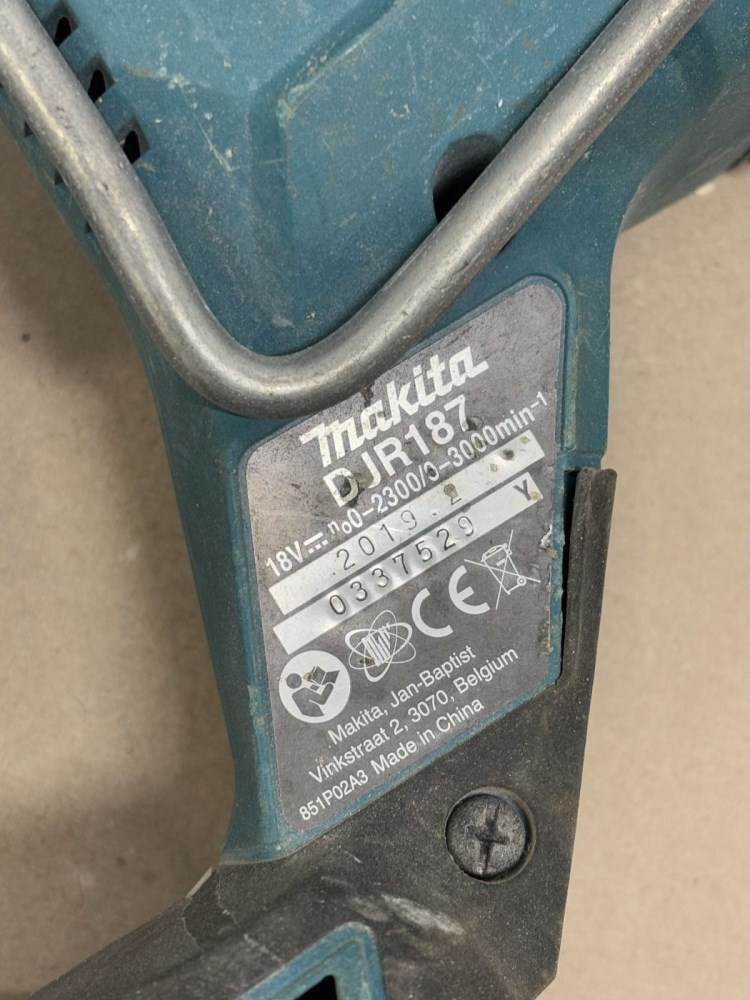 makita
DJR187
18V⎓ n₀0-2300/0-3000min⁻¹
2019.2
0337529 Y
CE
Makita, Jan-Baptist
Vinkstraat 2, 3070, Belgium
851P02A3 Made in China